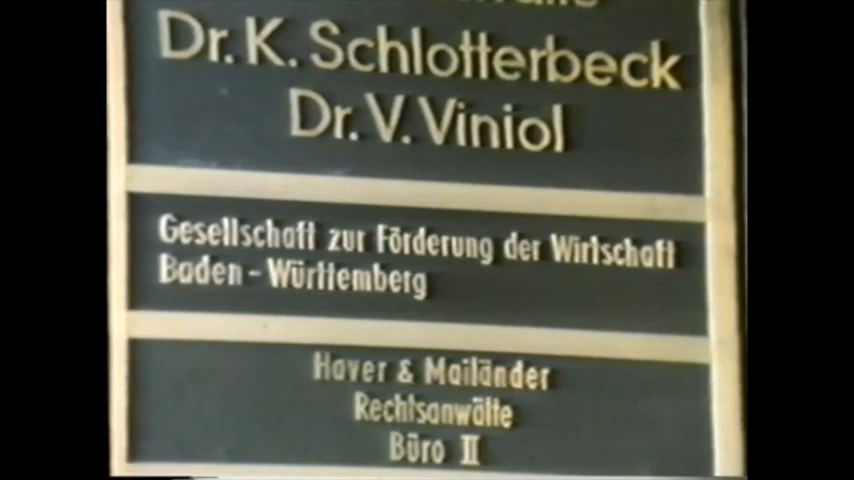 Dr. K. Schlotterbeck
Dr. V. Viniol
Gesellschaft zur Förderung der Wirtschaft
Baden-Württemberg
Haver & Mailänder
Rechtsanwälte
Büro II